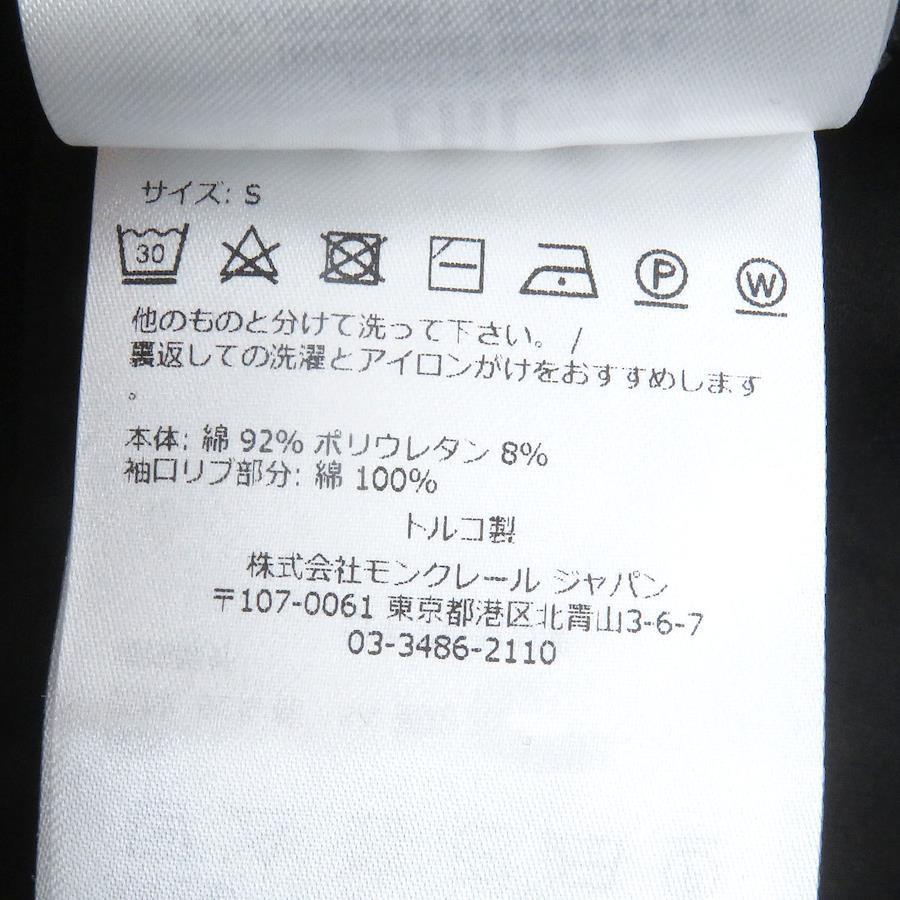 サイズ: S
30
P
W
他のものと分けて洗って下さい。 /
裏返しての洗濯とアイロンがけをおすすめします
。
本体: 綿 92% ポリウレタン 8%
袖口リブ部分: 綿 100%
トルコ製
株式会社モンクレール ジャパン
〒107-0061 東京都港区北青山3-6-7
03-3486-2110